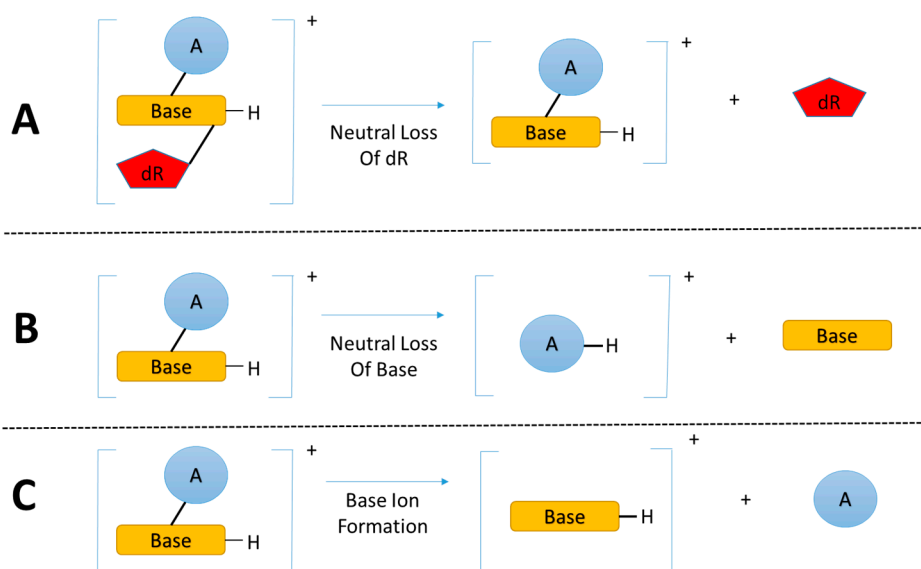 A
A
Base
H
dR
+
Neutral Loss
Of dR
A
Base
H
+
+
dR
B
A
Base
H
+
Neutral Loss
Of Base
A
H
+
+
Base
C
A
Base
H
+
Base Ion
Formation
Base
H
+
+
A